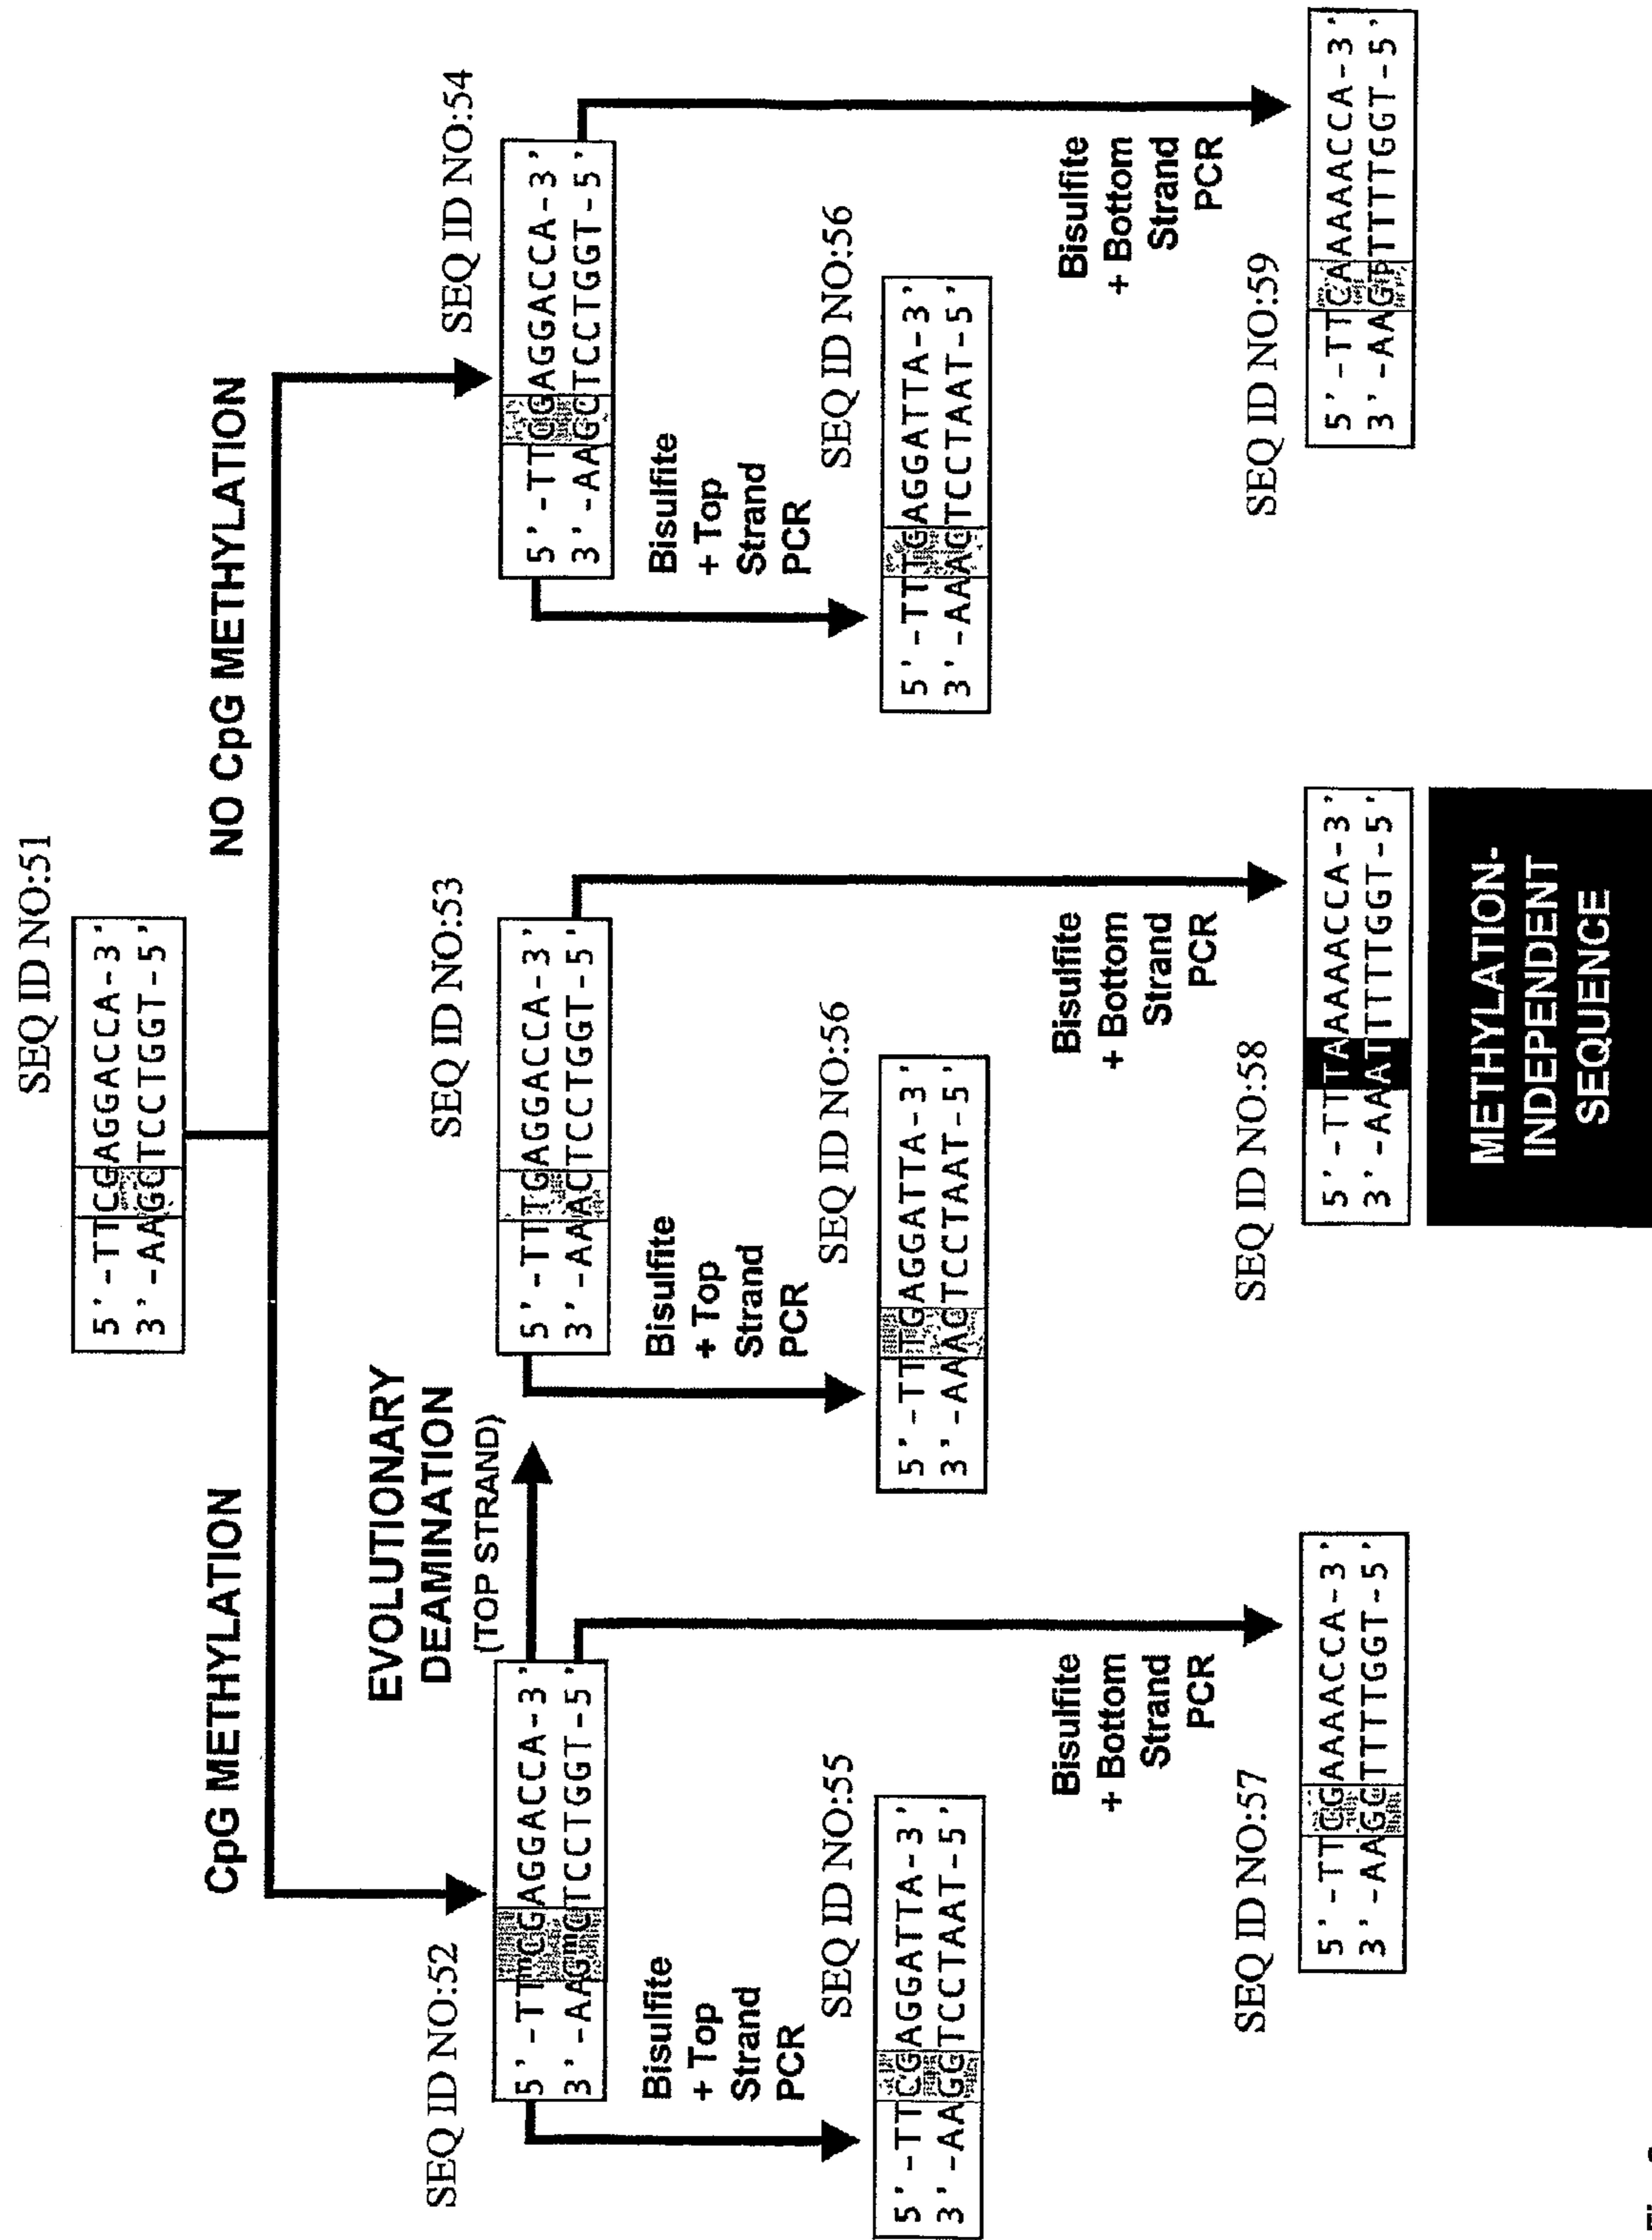 SEQ ID NO:51
5'-TTCGAGGACCA-3'
3'-AAGCTCCTGGT-5'
CpG METHYLATION
NO CpG METHYLATION
EVOLUTIONARY
DEAMINATION
(TOP STRAND)
SEQ ID NO:52
5'-TTmCGAGGACCA-3'
3'-AAGmCTCCTGGT-5'
SEQ ID NO:53
5'-TTTGAGGACCA-3'
3'-AAACTCCTGGT-5'
SEQ ID NO:54
5'-TTCGAGGACCA-3'
3'-AAGCTCCTGGT-5'
Bisulfite
+ Top
Strand
PCR
SEQ ID NO:55
5'-TTCGAGGATTA-3'
3'-AAGCTCCTAAT-5'
Bisulfite
+ Top
Strand
PCR
SEQ ID NO:56
5'-TTTGAGGATTA-3'
3'-AAACTCCTAAT-5'
Bisulfite
+ Top
Strand
PCR
SEQ ID NO:56
5'-TTTGAGGATTA-3'
3'-AAACTCCTAAT-5'
Bisulfite
+ Bottom
Strand
PCR
SEQ ID NO:57
5'-TTCGAAAACCA-3'
3'-AAGCTTTTGGT-5'
Bisulfite
+ Bottom
Strand
PCR
SEQ ID NO:58
5'-TTTAAAAACCA-3'
3'-AAATTTTTGGT-5'
METHYLATION-
INDEPENDENT
SEQUENCE
Bisulfite
+ Bottom
Strand
PCR
SEQ ID NO:59
5'-TTCAAAAACCA-3'
3'-AAGTTTTTGGT-5'